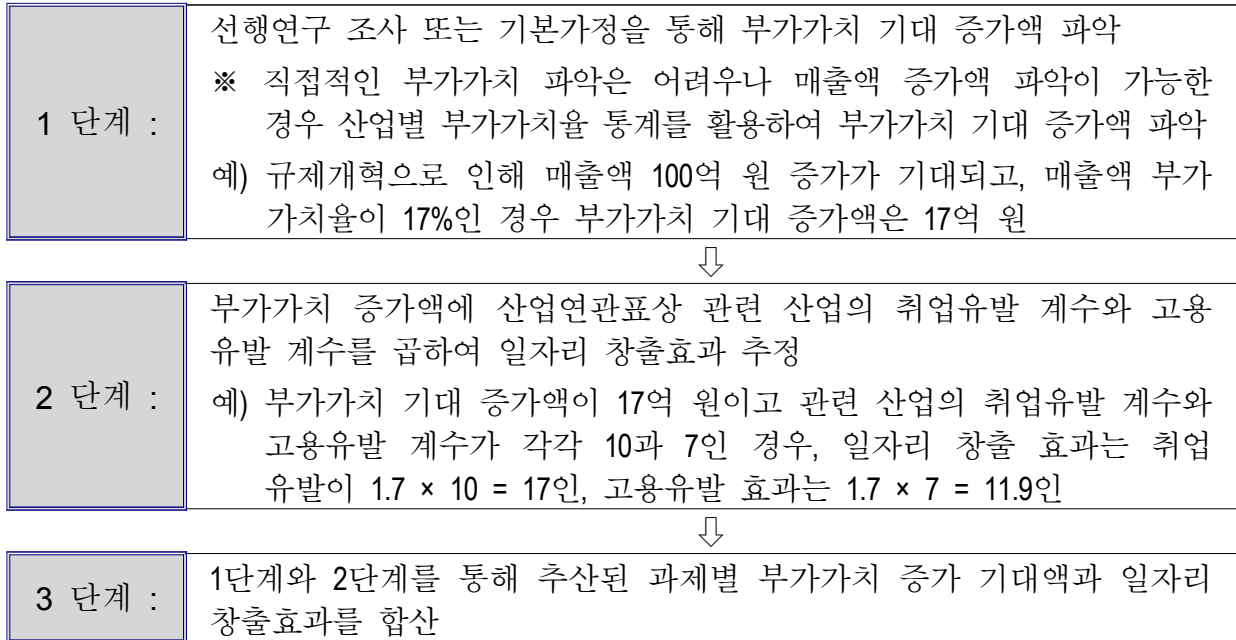 1 단계 :
선행연구 조사 또는 기본가정을 통해 부가가치 기대 증가액 파악
※ 직접적인 부가가치 파악은 어려우나 매출액 증가액 파악이 가능한
경우 산업별 부가가치율 통계를 활용하여 부가가치 기대 증가액 파악
예) 규제개혁으로 인해 매출액 100억 원 증가가 기대되고, 매출액 부가
가치율이 17%인 경우 부가가치 기대 증가액은 17억 원
⇩
2 단계 :
부가가치 증가액에 산업연관표상 관련 산업의 취업유발 계수와 고용
유발 계수를 곱하여 일자리 창출효과 추정
예) 부가가치 기대 증가액이 17억 원이고 관련 산업의 취업유발 계수와
고용유발 계수가 각각 10과 7인 경우, 일자리 창출 효과는 취업
유발이 1.7 × 10 = 17인, 고용유발 효과는 1.7 × 7 = 11.9인
⇩
3 단계 :
1단계와 2단계를 통해 추산된 과제별 부가가치 증가 기대액과 일자리
창출효과를 합산